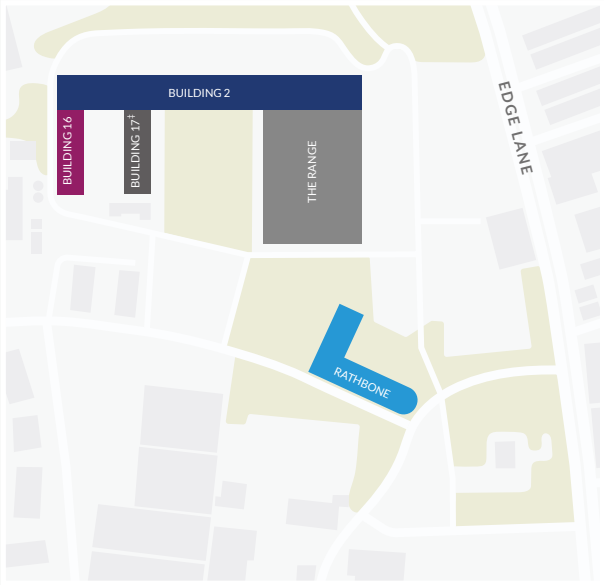 BUILDING 2
EDGE LANE
BUILDING 16
BUILDING 17‡
THE RANGE
RATHBONE